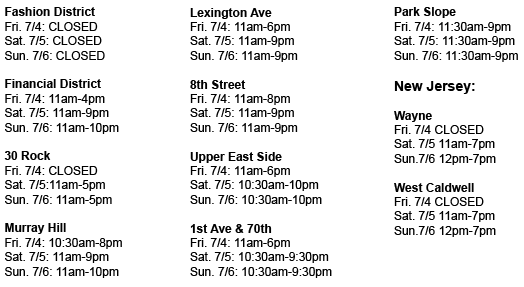 Fashion District
Fri. 7/4: CLOSED
Sat. 7/5: CLOSED
Sun. 7/6: CLOSED
Financial District
Fri. 7/4: 11am-4pm
Sat. 7/5: 11am-9pm
Sun. 7/6: 11am-10pm
30 Rock
Fri. 7/4: CLOSED
Sat. 7/5:11am-5pm
Sun. 7/6: 11am-5pm
Murray Hill
Fri. 7/4: 10:30am-8pm
Sat. 7/5: 11am-9pm
Sun. 7/6: 11am-10pm
Lexington Ave
Fri. 7/4: 11am-6pm
Sat. 7/5: 11am-9pm
Sun. 7/6: 11am-9pm
8th Street
Fri. 7/4: 11am-8pm
Sat. 7/5: 11am-9pm
Sun. 7/6: 11am-9pm
Upper East Side
Fri. 7/4: 11am-6pm
Sat. 7/5: 10:30am-10pm
Sun. 7/6: 10:30am-10pm
1st Ave & 70th
Fri. 7/4: 11am-6pm
Sat. 7/5: 10:30am-9:30pm
Sun. 7/6: 10:30am-9:30pm
Park Slope
Fri. 7/4: 11:30am-9pm
Sat. 7/5: 11:30am-9pm
Sun. 7/6: 11:30am-9pm
New Jersey:
Wayne
Fri. 7/4 CLOSED
Sat. 7/5 11am-7pm
Sun.7/6 12pm-7pm
West Caldwell
Fri. 7/4 CLOSED
Sat. 7/5 11am-7pm
Sun.7/6 12pm-7pm